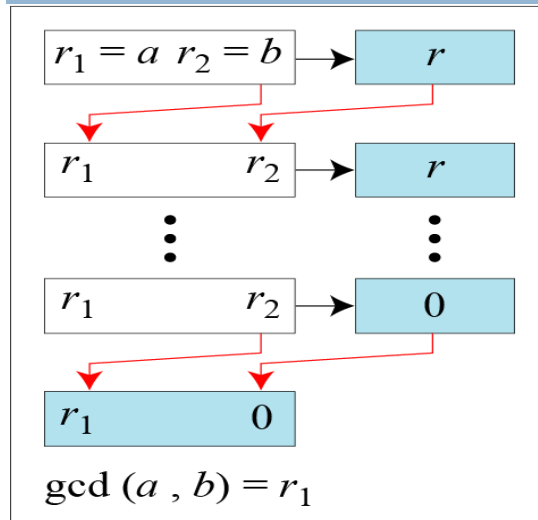 r₁ = a r₂ = b r
r₁ r₂ r
r₁ r₂ 0
r₁ 0
gcd (a , b) = r₁